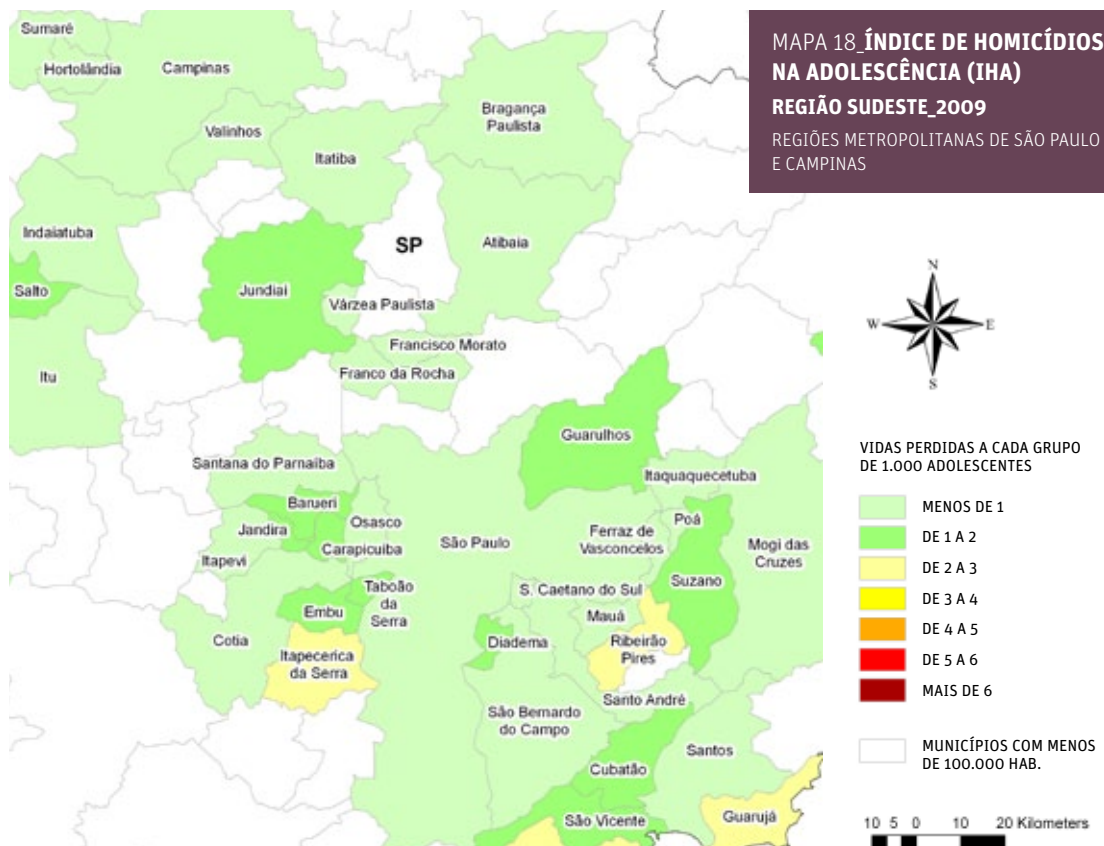 MAPA 18_ÍNDICE DE HOMICÍDIOS
NA ADOLESCÊNCIA (IHA)
REGIÃO SUDESTE_2009
REGIÕES METROPOLITANAS DE SÃO PAULO
E CAMPINAS
Sumaré
Hortolândia
Campinas
Bragança
Paulista
Valinhos
Itatiba
Indaiatuba
SP
Atibaia
Salto
Jundiaí
Várzea Paulista
Francisco Morato
Itu
Franco da Rocha
Guarulhos
Santana do Parnaíba
Itaquaquecetuba
Barueri
Osasco
Jandira
Carapicuiba
Itapevi
São Paulo
Ferraz de
Vasconcelos
Poá
Mogi das
Cruzes
Suzano
Taboão
da
Serra
S. Caetano do Sul
Embu
Mauá
Cotia
Diadema
Ribeirão
Pires
Itapecerica
da Serra
Santo André
São Bernardo
do Campo
Santos
Cubatão
São Vicente
Guarujá
N
W
E
S
VIDAS PERDIDAS A CADA GRUPO
DE 1.000 ADOLESCENTES
MENOS DE 1
DE 1 A 2
DE 2 A 3
DE 3 A 4
DE 4 A 5
DE 5 A 6
MAIS DE 6
MUNICÍPIOS COM MENOS
DE 100.000 HAB.
10 5 0 10 20 Kilometers